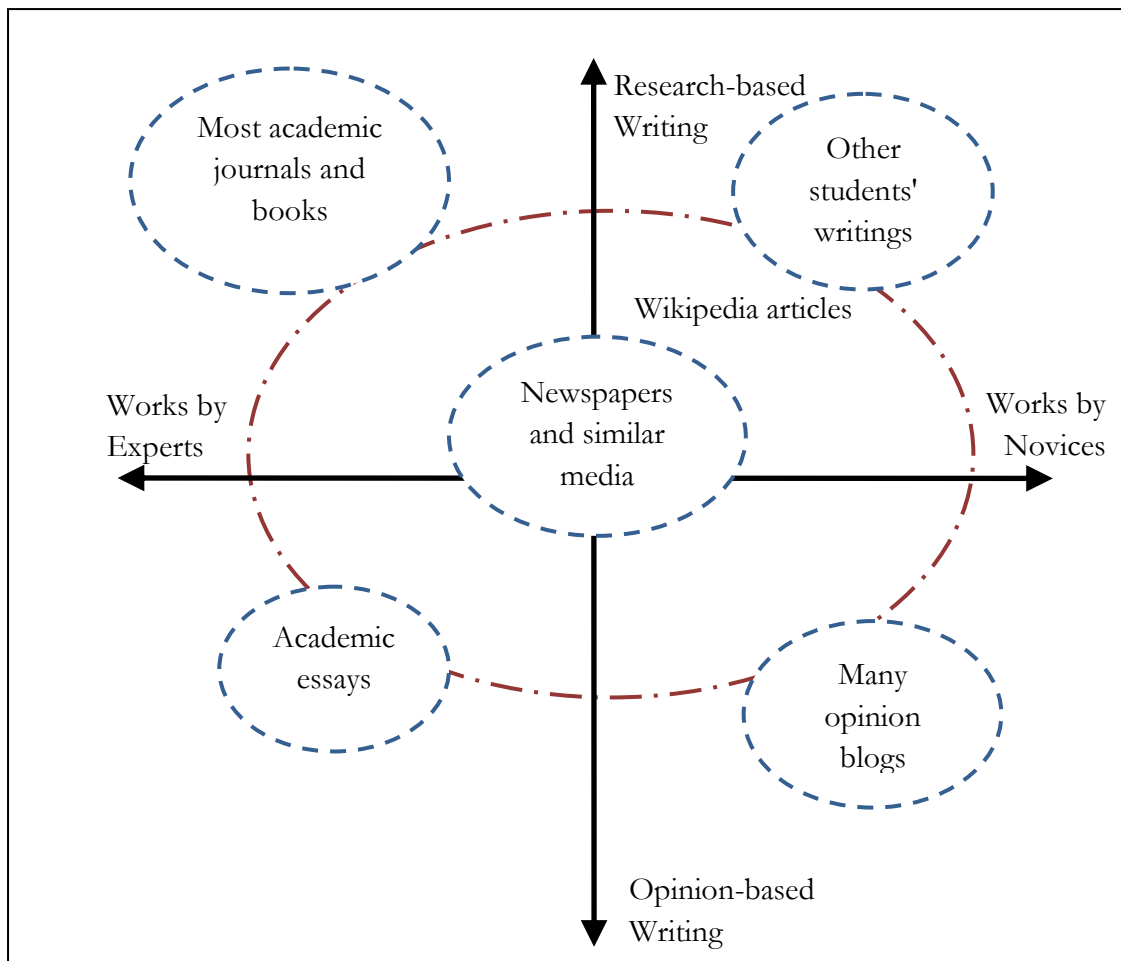 Research-based
Writing
Most academic
journals and
books
Other
students'
writings
Wikipedia articles
Newspapers
and similar
media
Works by
Experts
Works by
Novices
Academic
essays
Many
opinion
blogs
Opinion-based
Writing